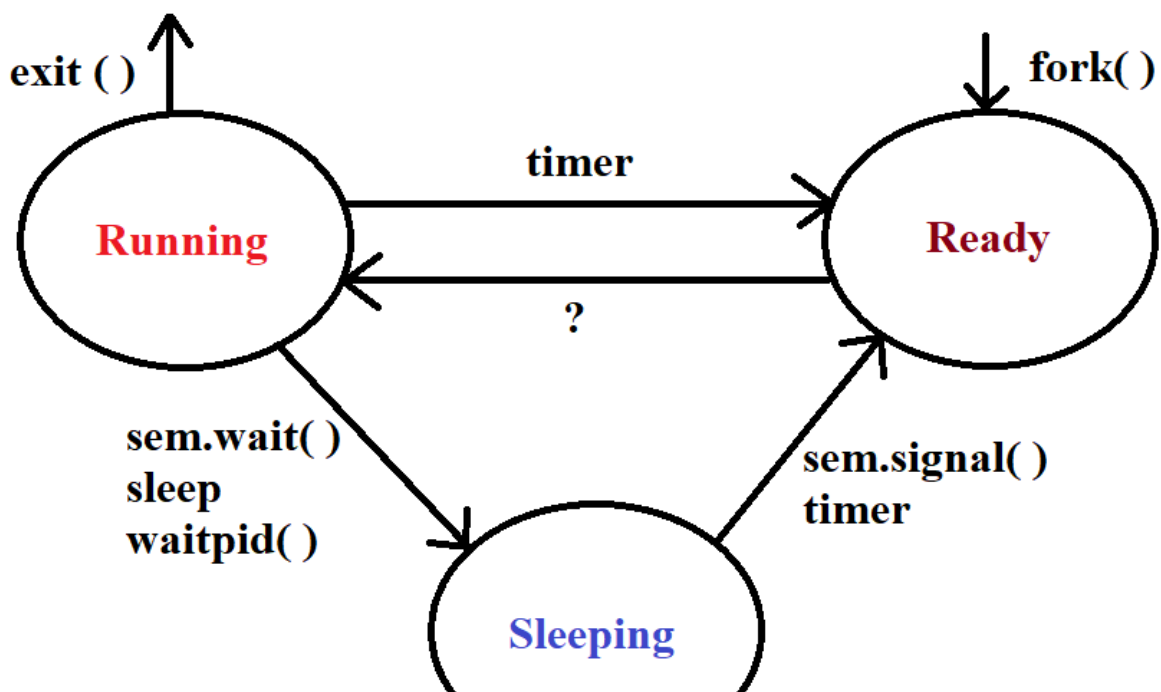 exit ( )
fork( )
timer
Running
Ready
?
sem.wait( )
sleep
waitpid( )
sem.signal( )
timer
Sleeping